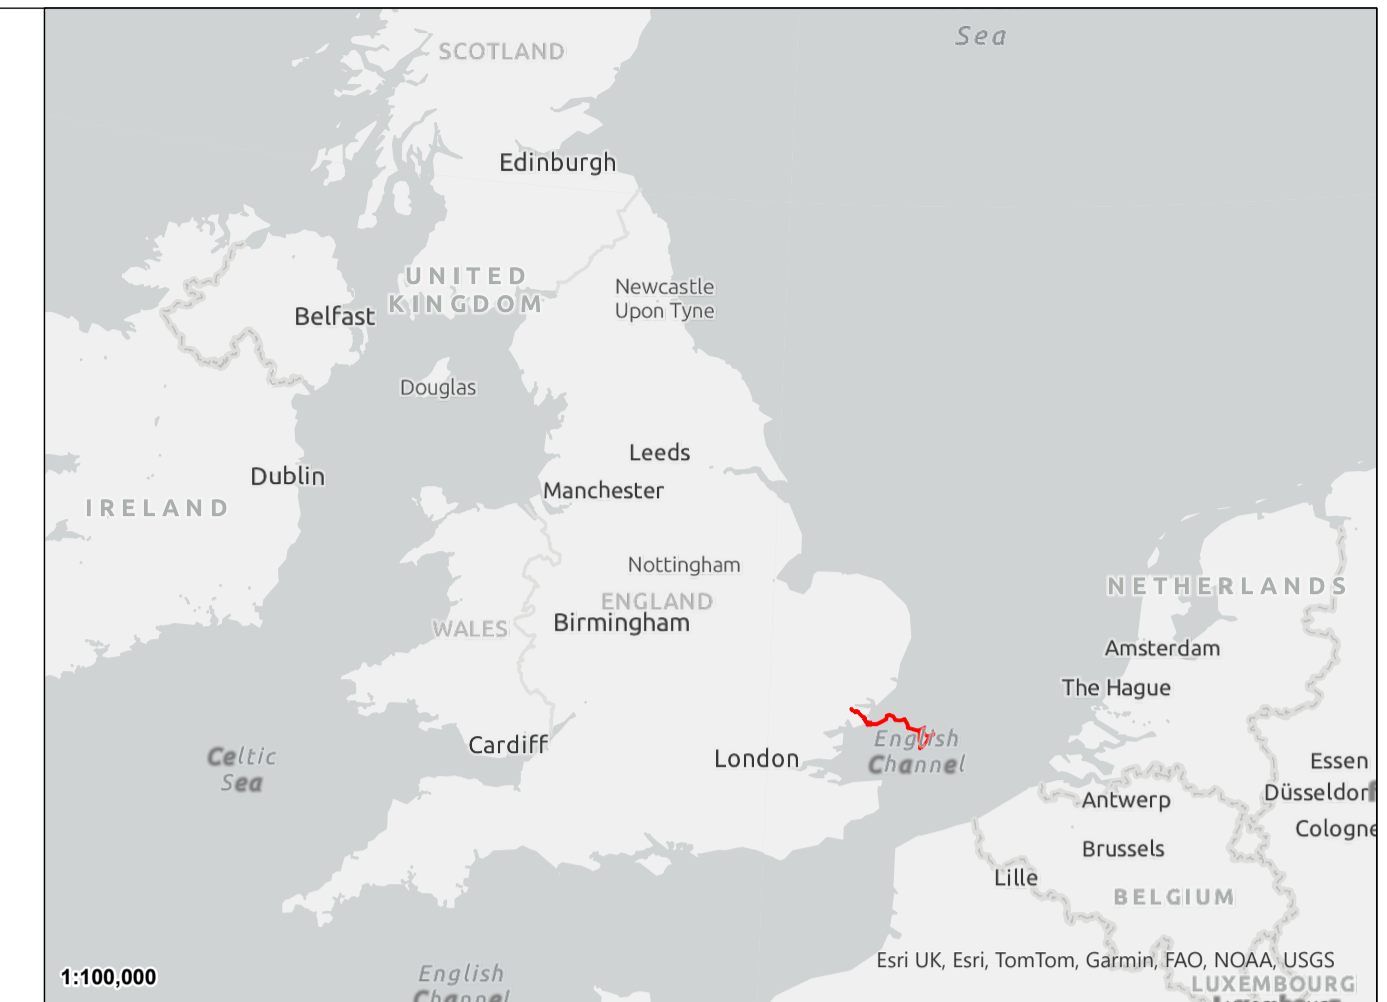 Sea
SCOTLAND
Edinburgh
UNITED
KINGDOM
Newcastle
Upon Tyne
Belfast
Douglas
Leeds
Dublin
Manchester
IRELAND
Nottingham
NETHERLANDS
ENGLAND
Birmingham
WALES
Amsterdam
The Hague
Cardiff
English
Channel
London
Celtic
Sea
Essen
Düsseldorf
Antwerp
Cologne
Brussels
Lille
BELGIUM
Esri UK, Esri, TomTom, Garmin, FAO, NOAA, USGS
1:100,000
English
Channel
LUXEMBOURG